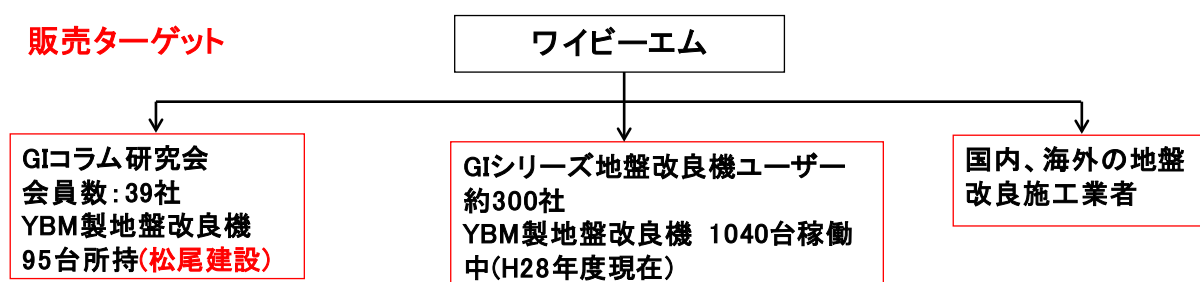 販売ターゲット
ワイビーエム
GIコラム研究会
会員数：39社
YBM製地盤改良機
95台所持(松尾建設)
GIシリーズ地盤改良機ユーザー
約300社
YBM製地盤改良機 1040台稼働
中(H28年度現在)
国内、海外の地盤
改良施工業者